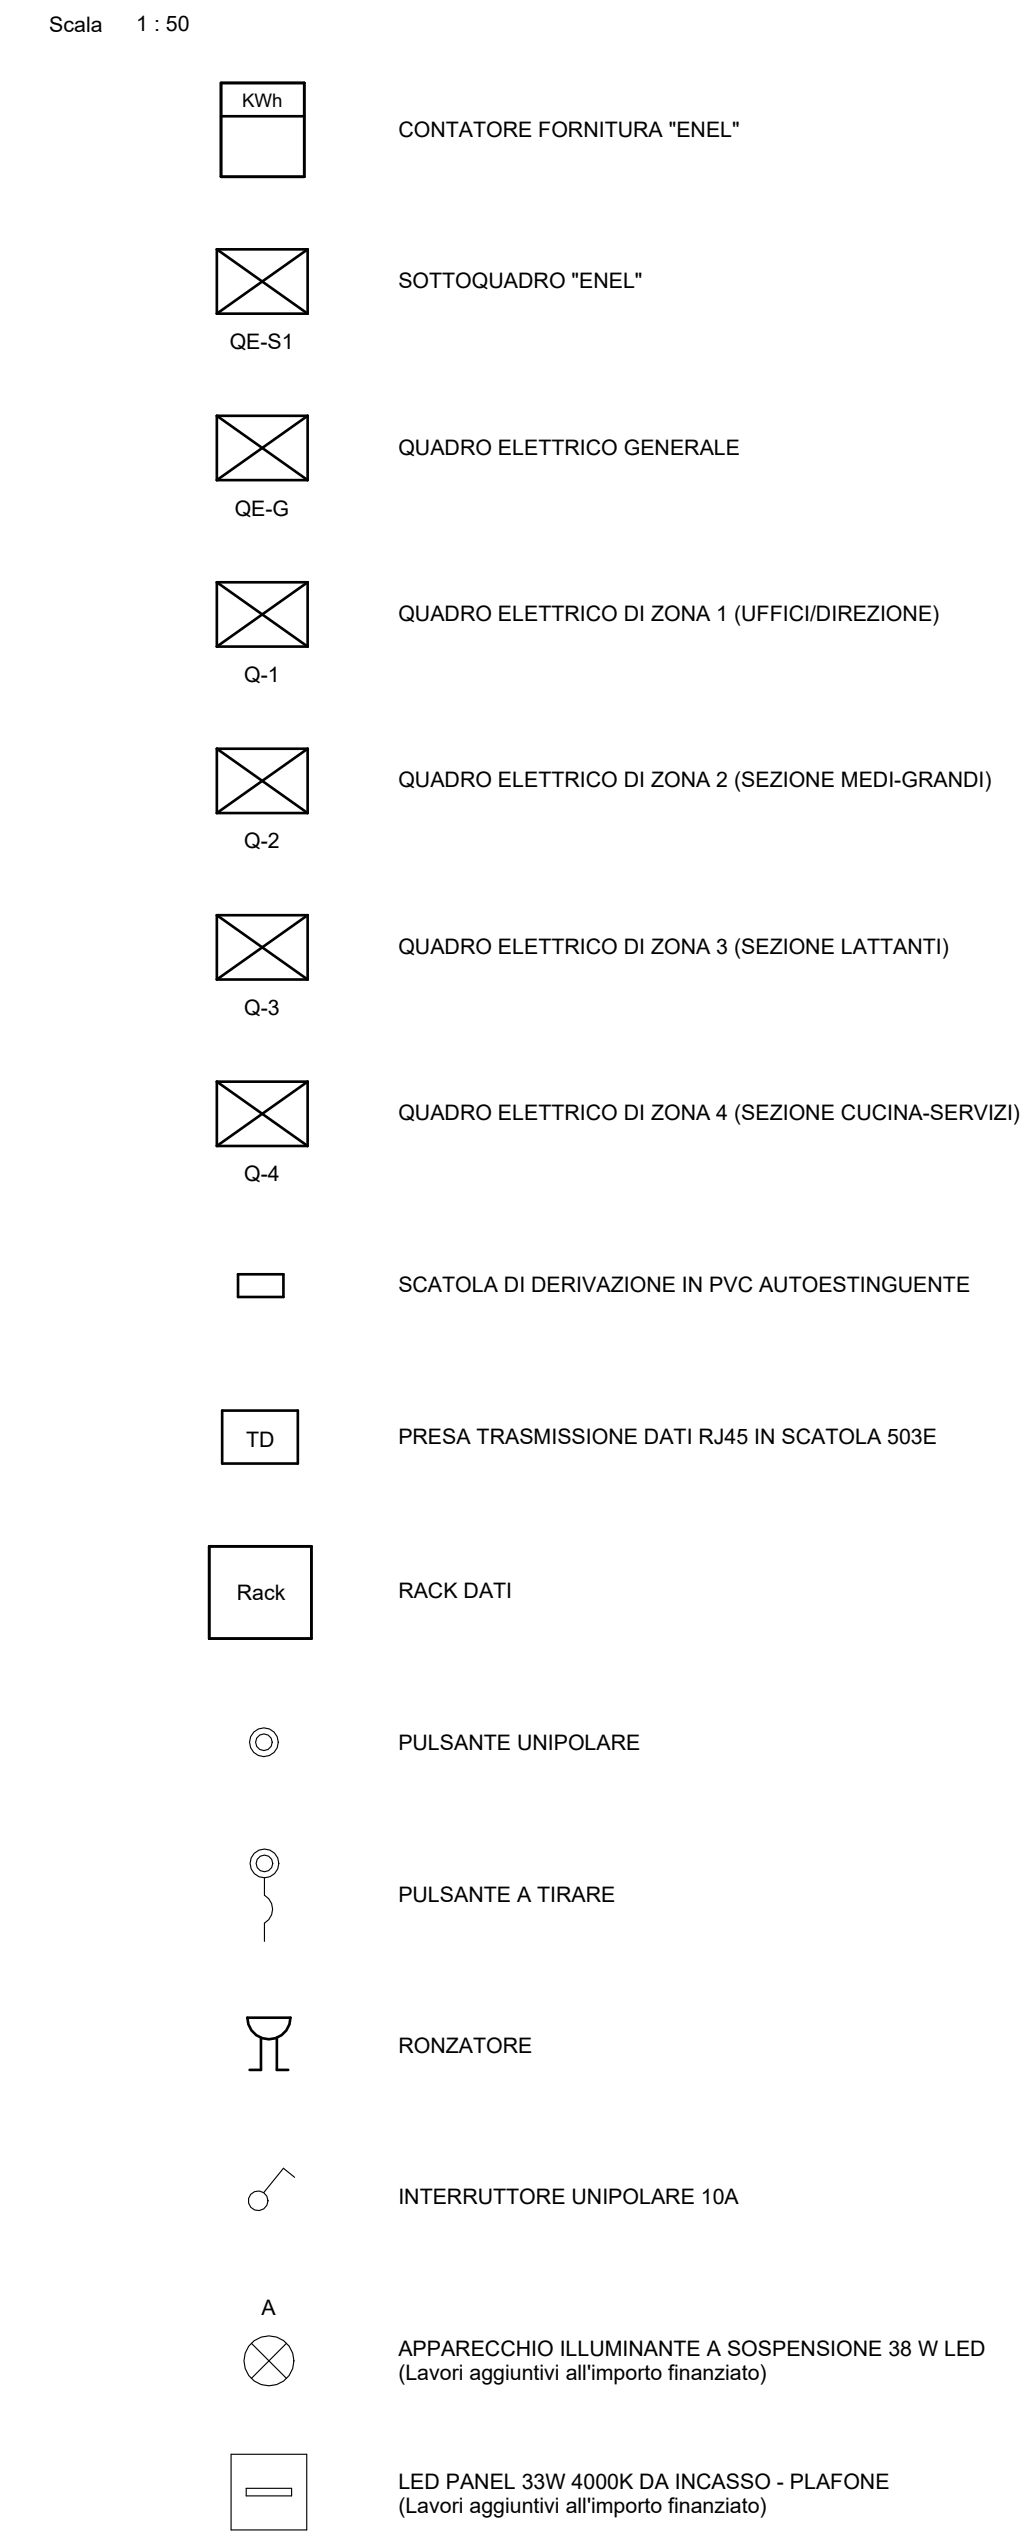 Scala 1 : 50
KWh
CONTATORE FORNITURA "ENEL"
SOTTOQUADRO "ENEL"
QE-S1
QUADRO ELETTRICO GENERALE
QE-G
QUADRO ELETTRICO DI ZONA 1 (UFFICI/DIREZIONE)
Q-1
QUADRO ELETTRICO DI ZONA 2 (SEZIONE MEDI-GRANDI)
Q-2
QUADRO ELETTRICO DI ZONA 3 (SEZIONE LATTANTI)
Q-3
QUADRO ELETTRICO DI ZONA 4 (SEZIONE CUCINA-SERVIZI)
Q-4
SCATOLA DI DERIVAZIONE IN PVC AUTOESTINGUENTE
TD
PRESA TRASMISSIONE DATI RJ45 IN SCATOLA 503E
Rack
RACK DATI
PULSANTE UNIPOLARE
PULSANTE A TIRARE
RONZATORE
INTERRUTTORE UNIPOLARE 10A
A
APPARECCHIO ILLUMINANTE A SOSPENSIONE 38 W LED
(Lavori aggiuntivi all'importo finanziato)
LED PANEL 33W 4000K DA INCASSO - PLAFONE
(Lavori aggiuntivi all'importo finanziato)